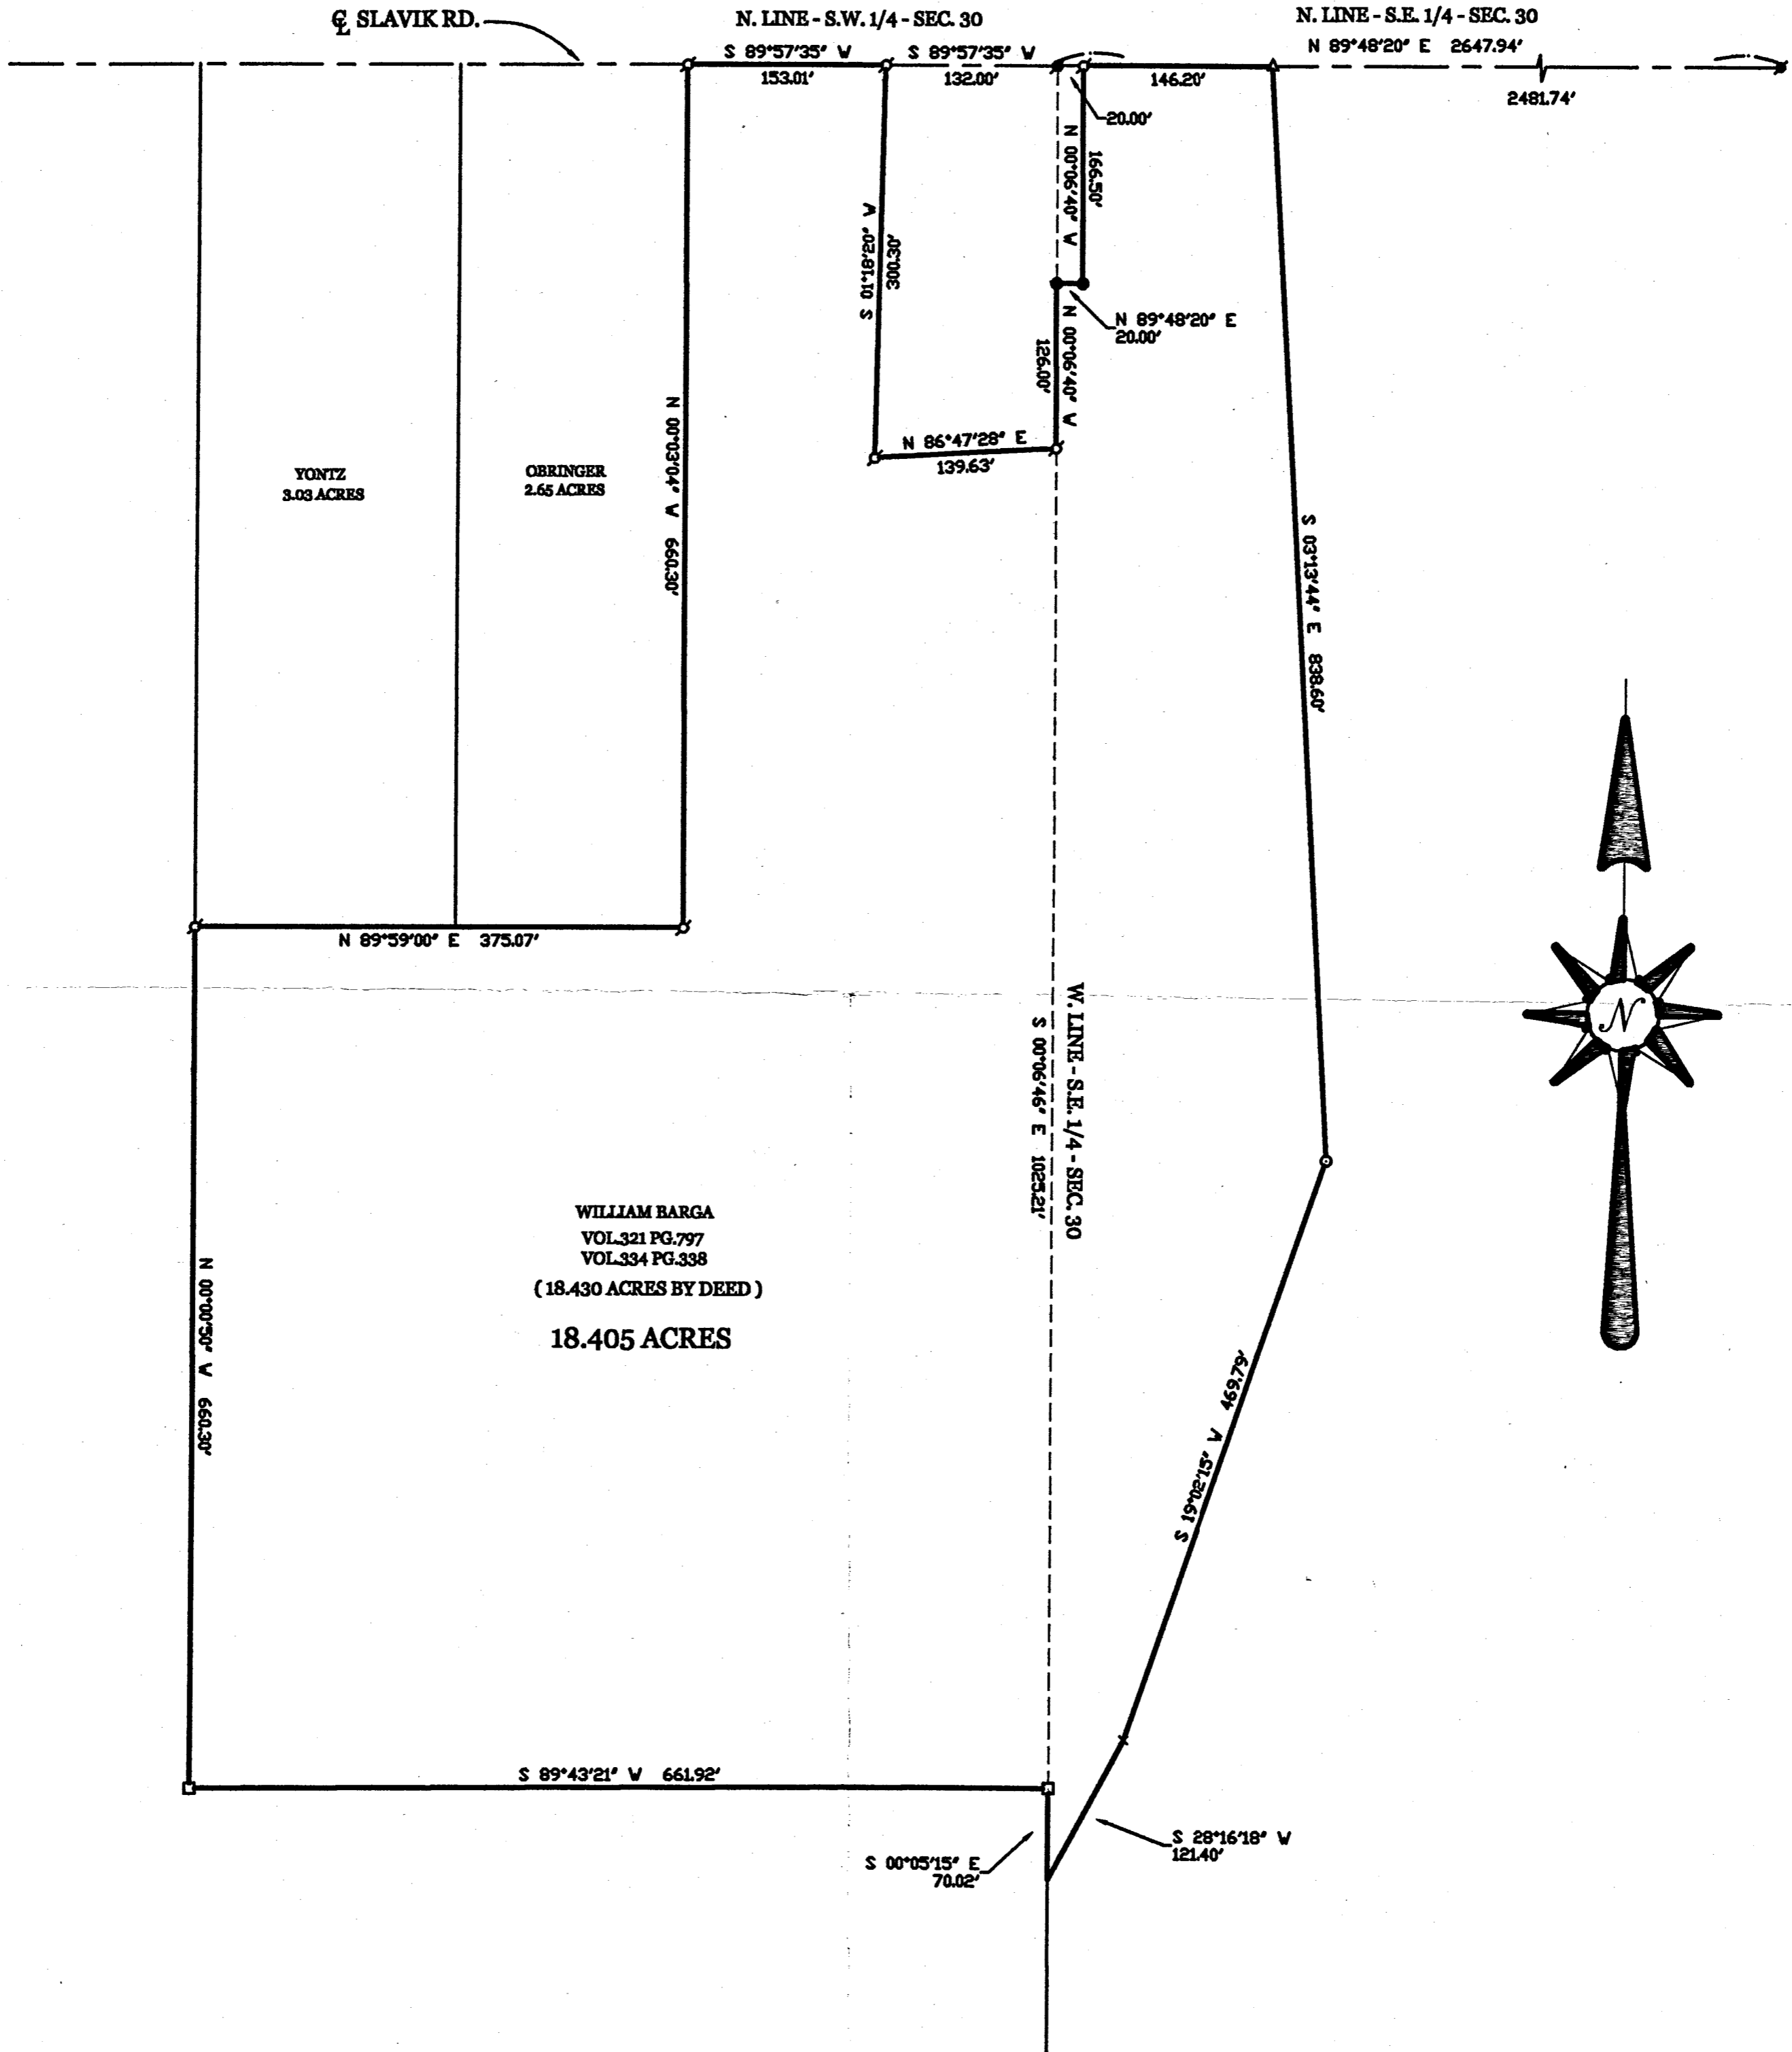 ℄ SLAVIK RD.
N. LINE - S.W. 1/4 - SEC. 30
N. LINE - S.E. 1/4 - SEC. 30
N 89°48'20" E 2647.94'
S 89°57'35" W
153.01'
S 89°57'35" W
132.00'
146.20'
2481.74'
20.00'
N 00°06'40" W
166.50'
S 01°18'20" W
300.30'
N 89°48'20" E
20.00'
N 00°06'40" W
126.00'
N 86°47'28" E
139.63'
N 00°03'04" W 660.30'
YONTZ
3.03 ACRES
OBRINGER
2.65 ACRES
S 03°13'44" E 838.60'
N 89°59'00" E 375.07'
W. LINE - S.E. 1/4 - SEC. 30
S 00°06'46" E 1025.21'
N
WILLIAM BARGA
VOL.321 PG.797
VOL.334 PG.338
( 18.430 ACRES BY DEED )
18.405 ACRES
N 00°00'50" W 660.30'
S 19°02'15" W 469.79'
S 89°43'21" W 661.92'
S 28°16'18" W
121.40'
S 00°05'15" E
70.02'